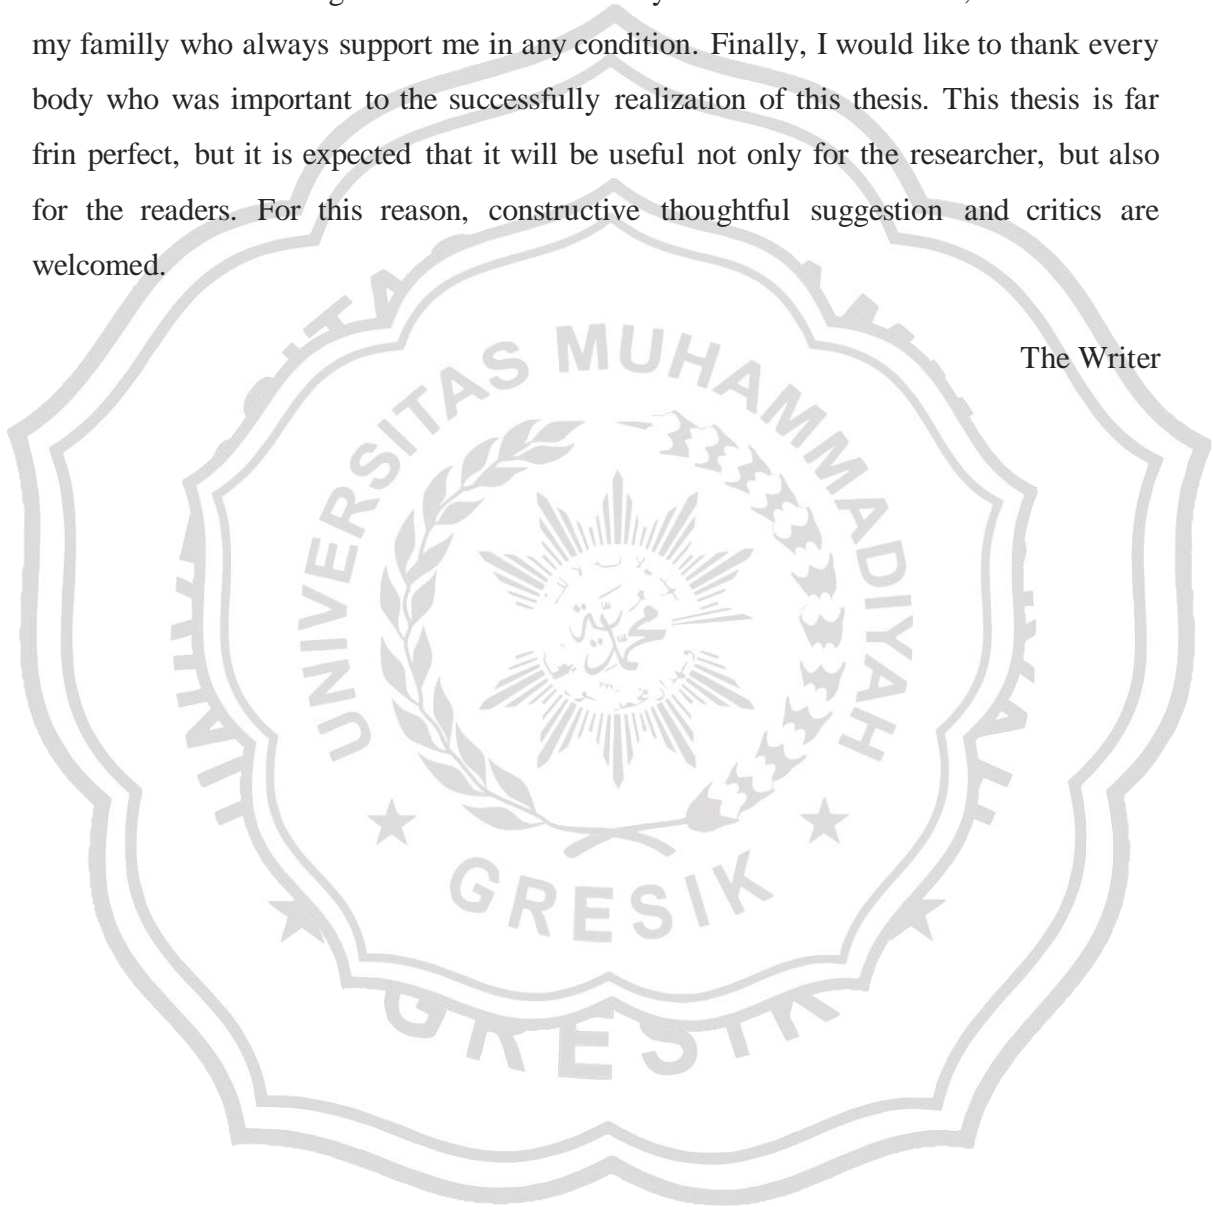 my familly who always support me in any condition. Finally, I would like to thank every
body who was important to the successfully realization of this thesis. This thesis is far
frin perfect, but it is expected that it will be useful not only for the researcher, but also
for the readers. For this reason, constructive thoughtful suggestion and critics are
welcomed.
The Writer
UNIVERSITAS MUHAMMADIYAH
GRESIK
GRESIK